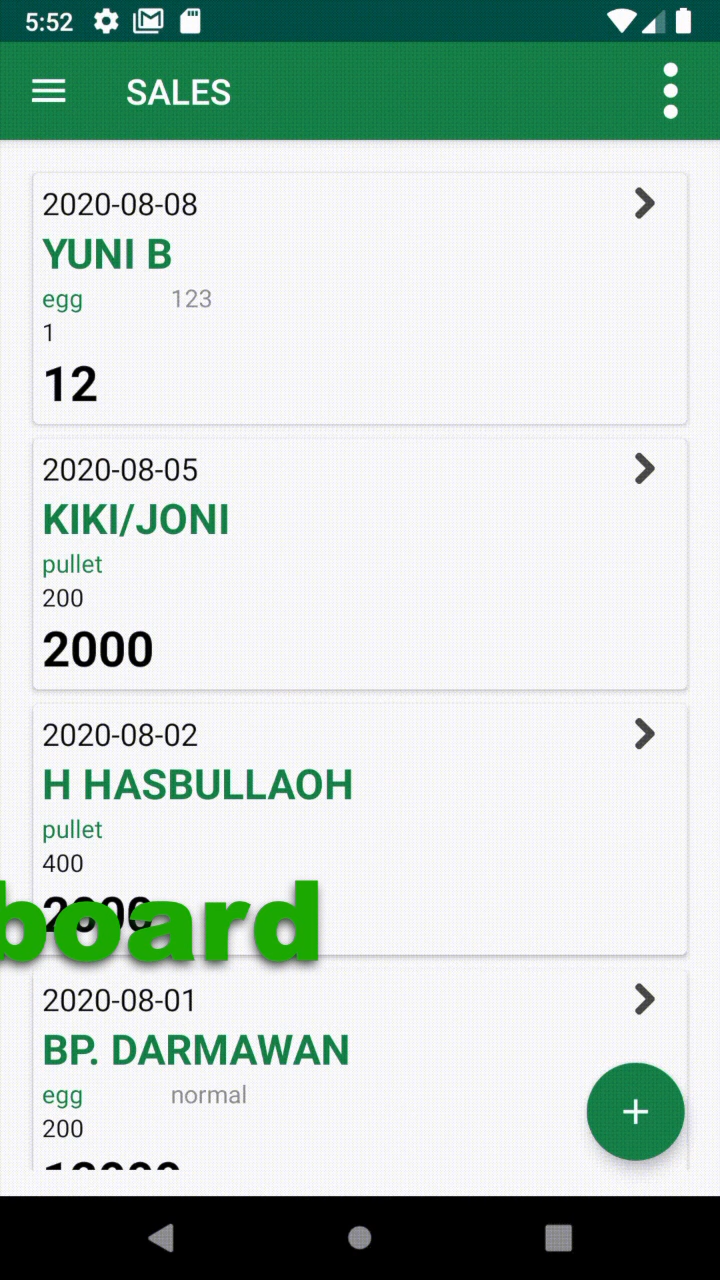 5:52
SALES
2020-08-08
YUNI B
egg 123
1
12
2020-08-05
KIKI/JONI
pullet
200
2000
2020-08-02
H HASBULLAOH
pullet
400
board
2020-08-01
BP. DARMAWAN
egg normal
200